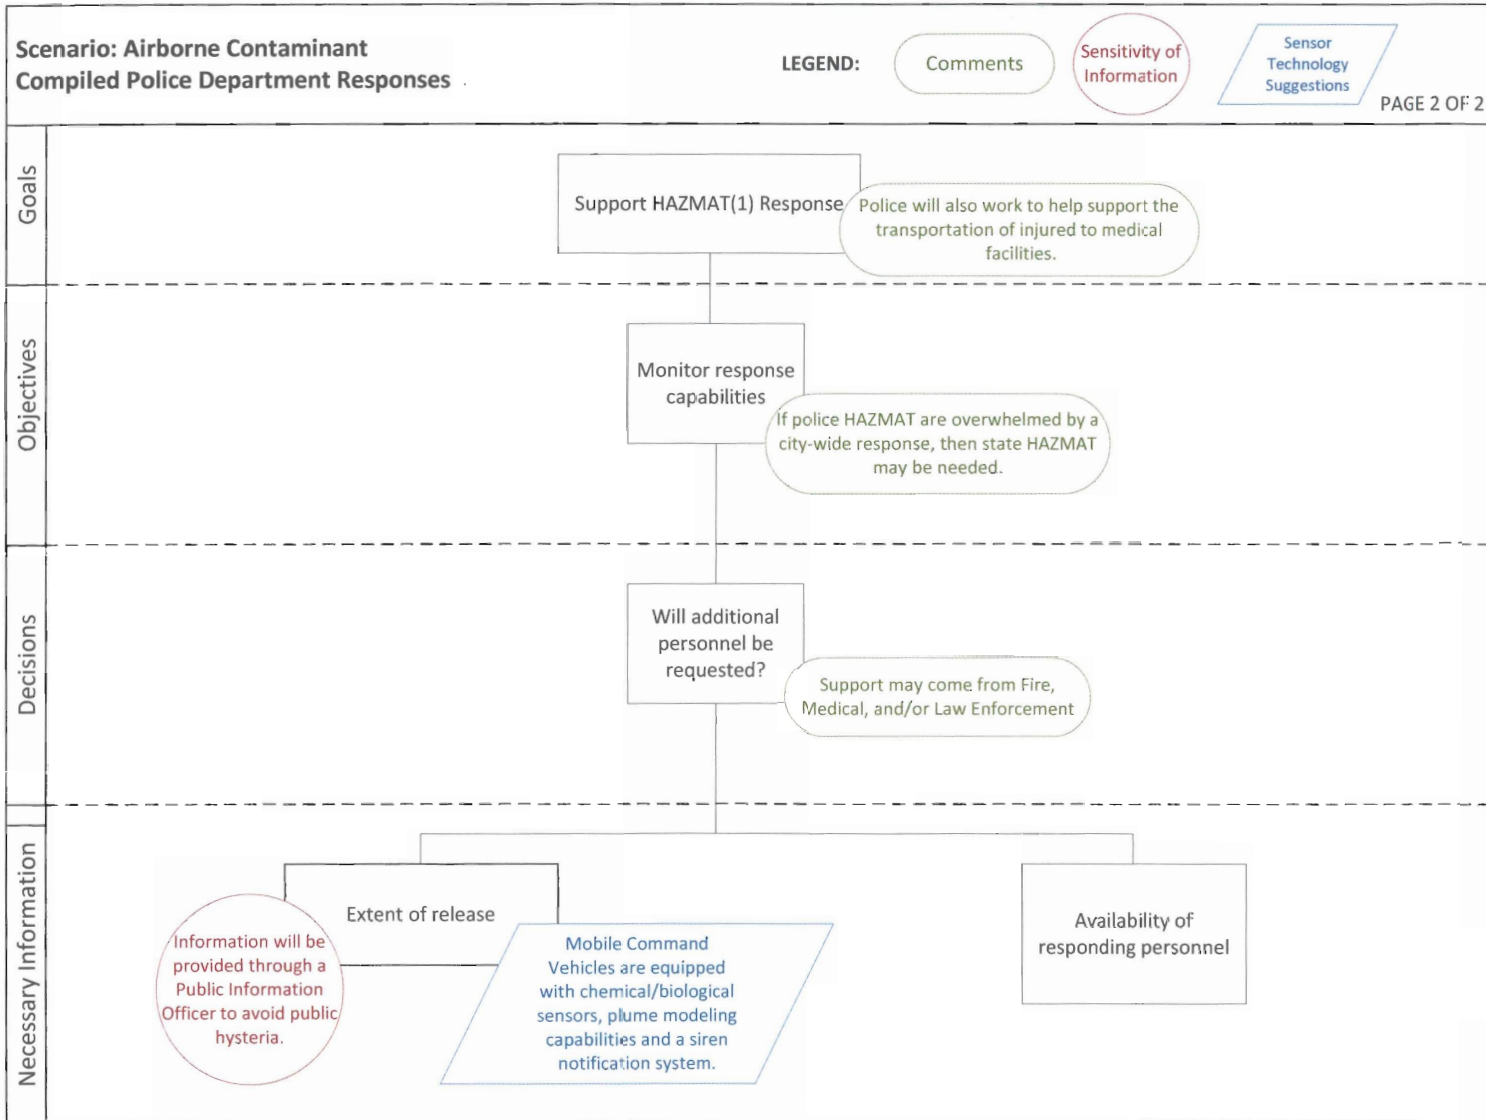 Scenario: Airborne Contaminant
Compiled Police Department Responses
LEGEND:
Comments
Sensitivity of
Information
Sensor
Technology
Suggestions
PAGE 2 OF 2
Goals
Support HAZMAT(1) Response
Police will also work to help support the
transportation of injured to medical
facilities.
Objectives
Monitor response
capabilities
If police HAZMAT are overwhelmed by a
city-wide response, then state HAZMAT
may be needed.
Decisions
Will additional
personnel be
requested?
Support may come from Fire,
Medical, and/or Law Enforcement
Necessary Information
Extent of release
Information will be
provided through a
Public Information
Officer to avoid public
hysteria.
Mobile Command
Vehicles are equipped
with chemical/biological
sensors, plume modeling
capabilities and a siren
notification system.
Availability of
responding personnel